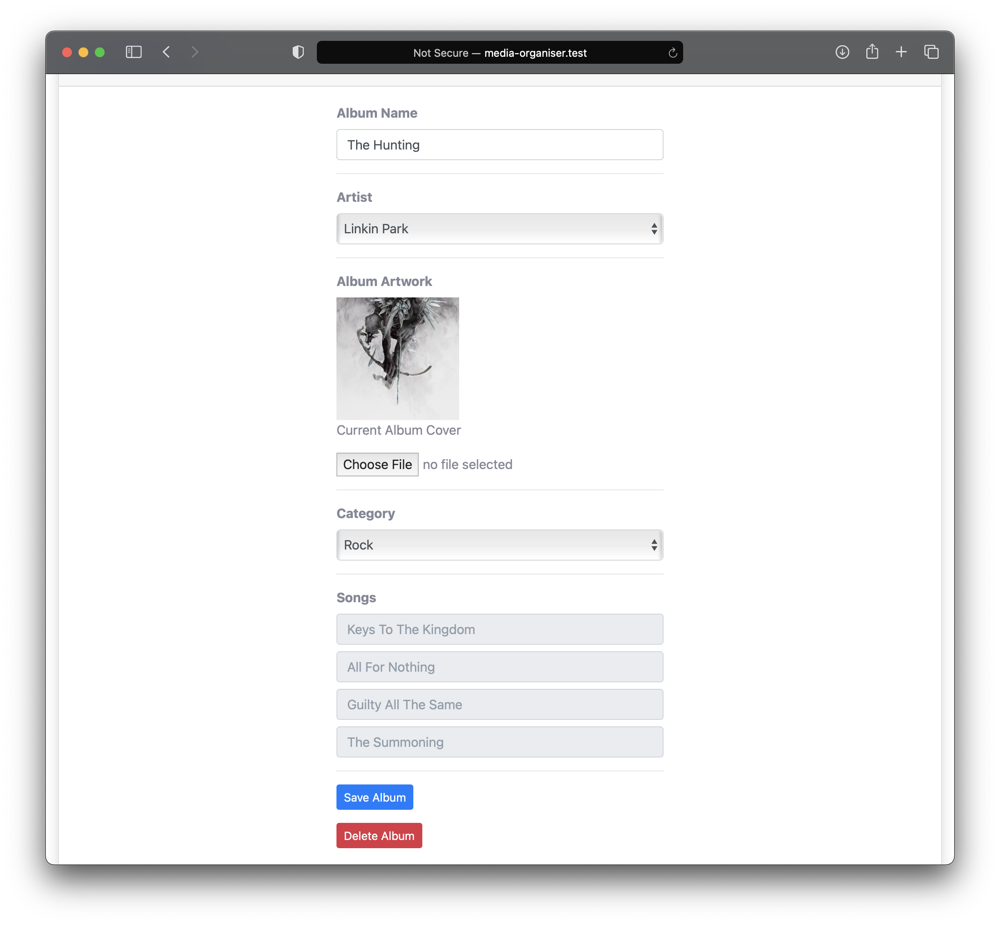 Not Secure — media-organiser.test
Album Name
The Hunting
Artist
Linkin Park
Album Artwork
Current Album Cover
Choose File no file selected
Category
Rock
Songs
Keys To The Kingdom
All For Nothing
Guilty All The Same
The Summoning
Save Album
Delete Album